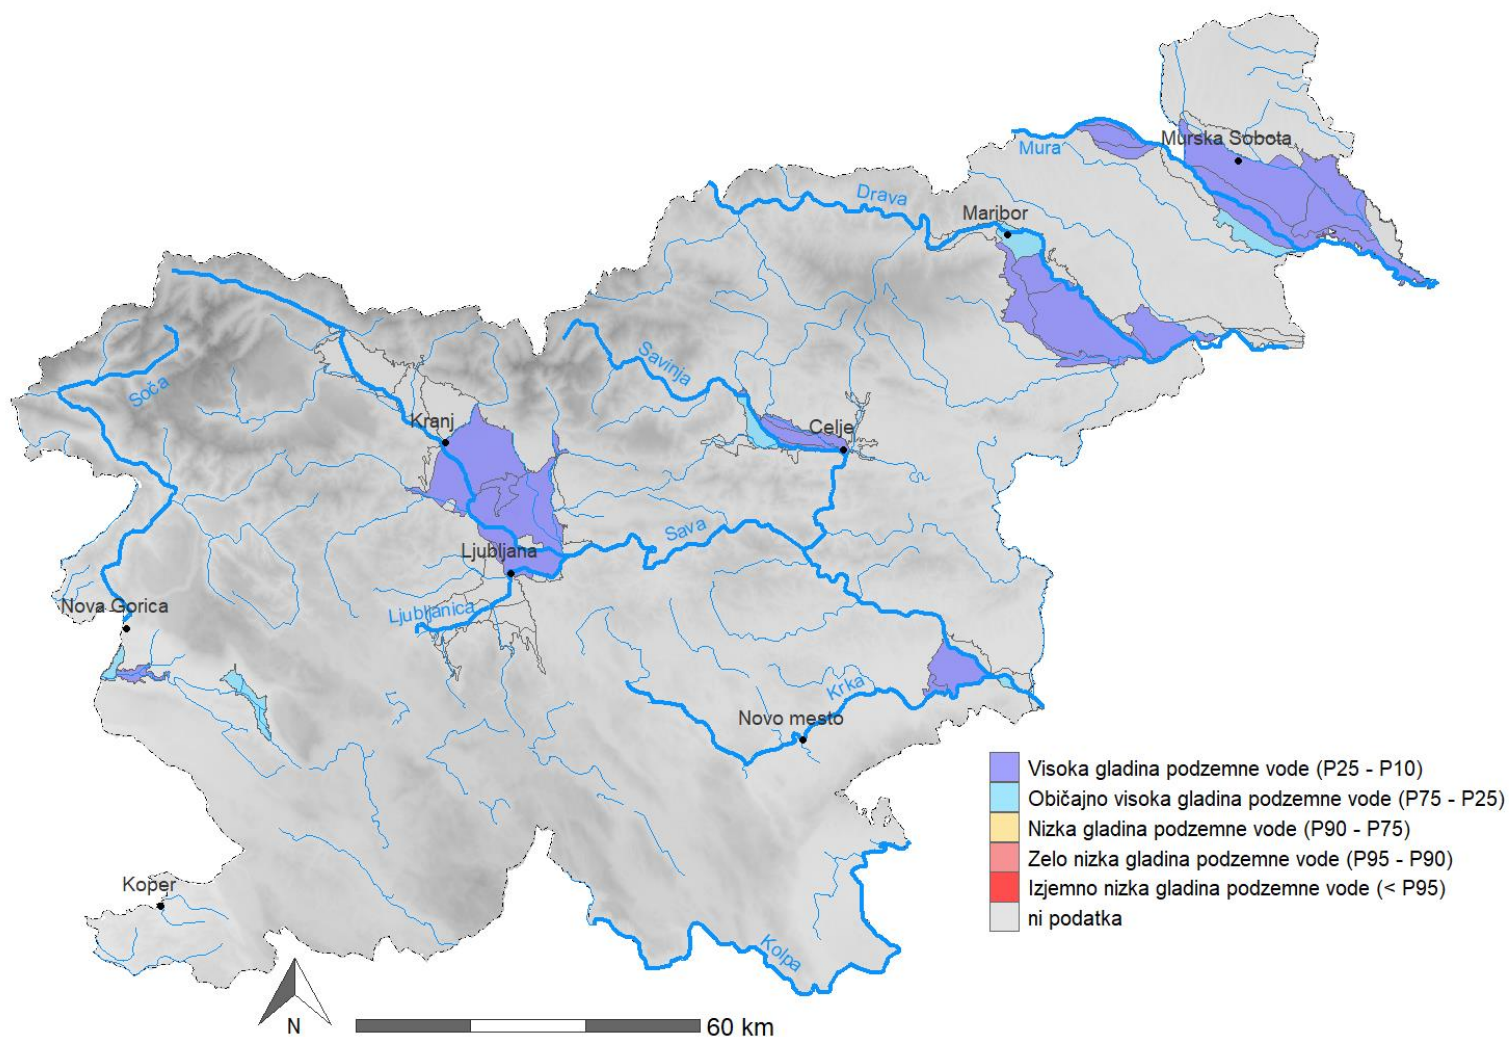 Murska Sobota
Mura
Drava
Maribor
Savinja
Soča
Kranj
Celje
Sava
Ljubljana
Ljubljanica
Nova Gorica
Krka
Novo mesto
Visoka gladina podzemne vode (P25 - P10)
Običajno visoka gladina podzemne vode (P75 - P25)
Nizka gladina podzemne vode (P90 - P75)
Zelo nizka gladina podzemne vode (P95 - P90)
Izjemno nizka gladina podzemne vode (< P95)
ni podatka
Koper
Kolpa
N
60 km